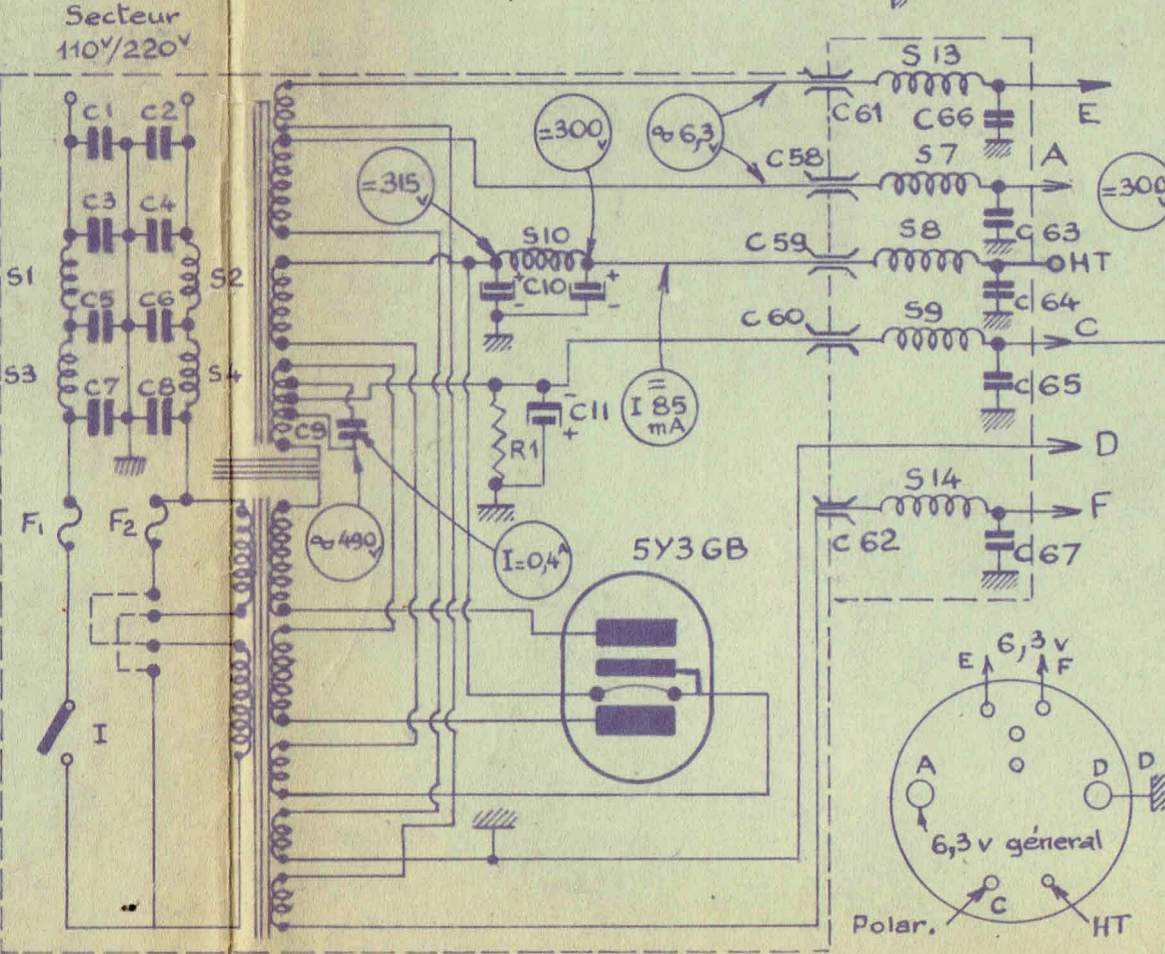 Secteur
110v/220v
C1 C2
C3 C4
S1 S2
C5 C6
S3 S4
C7 C8
F1 F2
I
=315v
=300v
∿6,3v
S10
C10
+ +
- -
C9
∿490v
I=0,4A
R1
-
C11
+
=
I 85
mA
5Y3GB
S13
C61
C66
E
C58
S7
A
C63
=300
C59
S8
HT
C64
C60
S9
C
C65
D
S14
F
C62
C67
6,3v
E F
A D D
6,3v géneral
C
Polar. HT